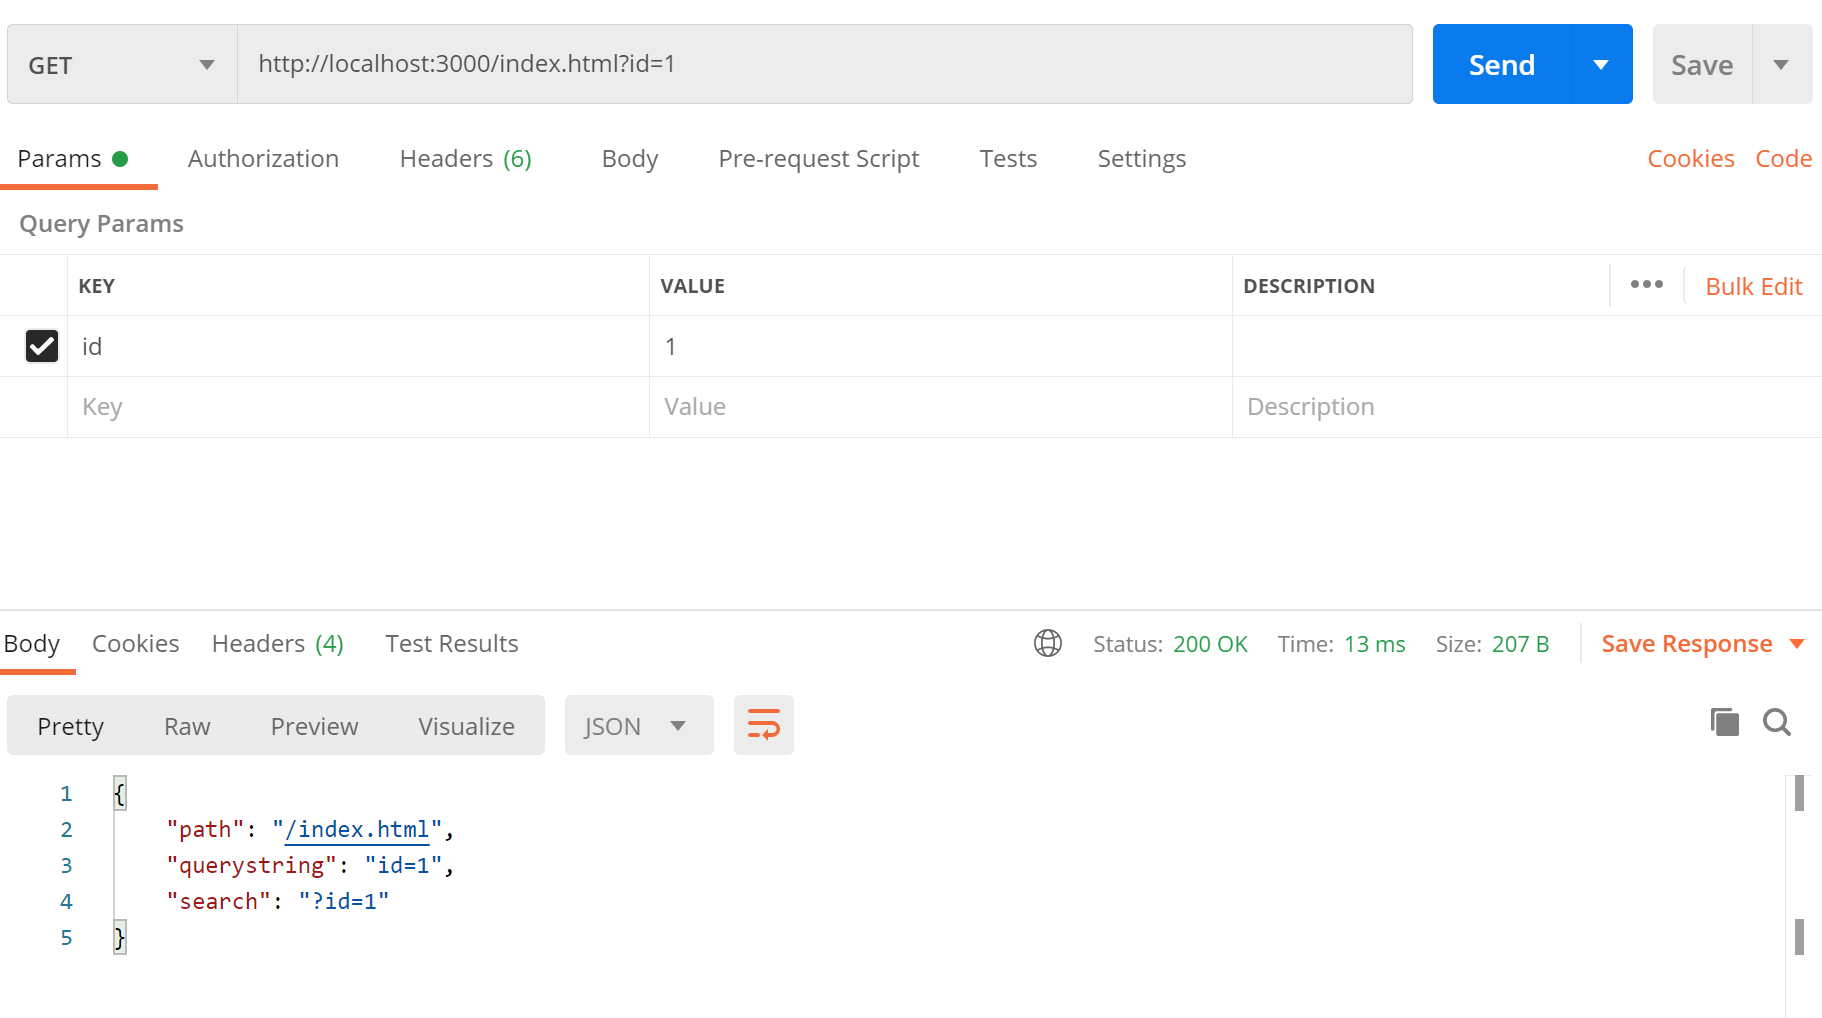 GET http://localhost:3000/index.html?id=1 Send Save
Params Authorization Headers (6) Body Pre-request Script Tests Settings Cookies Code
Query Params
KEY VALUE DESCRIPTION ••• Bulk Edit
id 1
Key Value Description
Body Cookies Headers (4) Test Results Status: 200 OK Time: 13 ms Size: 207 B Save Response
Pretty Raw Preview Visualize JSON
1 {
2 "path": "/index.html",
3 "querystring": "id=1",
4 "search": "?id=1"
5 }